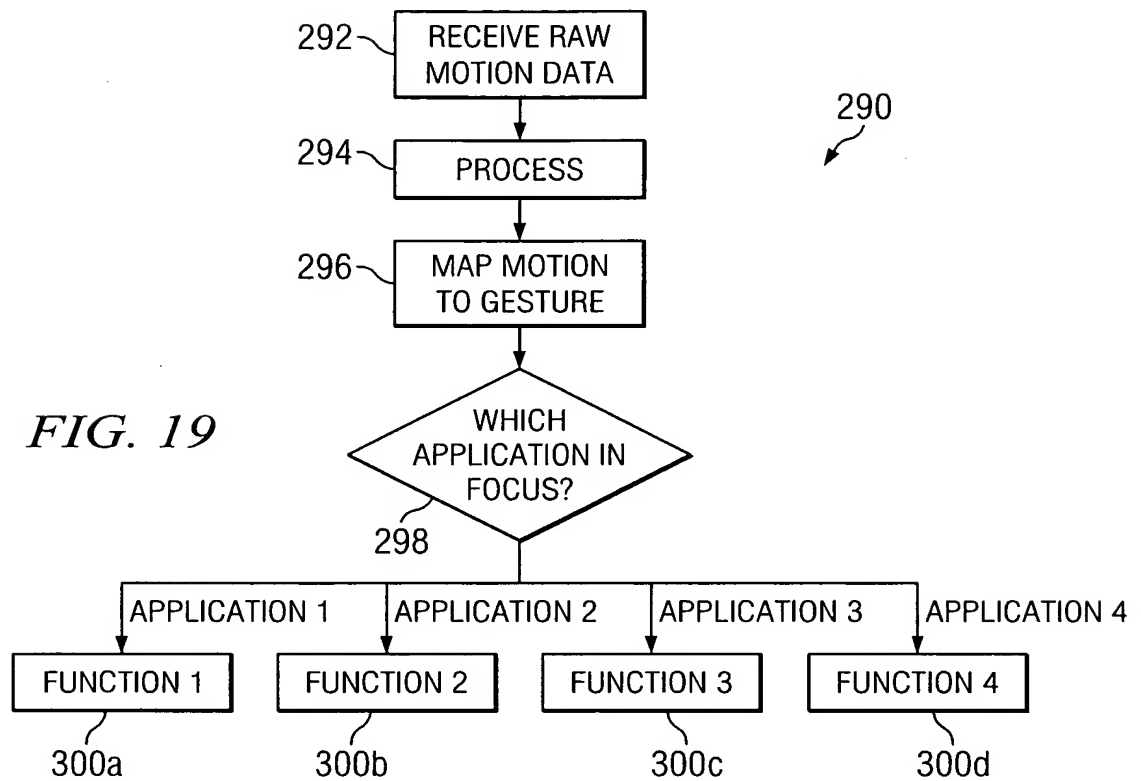 292
RECEIVE RAW
MOTION DATA
290
294
PROCESS
296
MAP MOTION
TO GESTURE
FIG. 19
WHICH
APPLICATION IN
FOCUS?
298
APPLICATION 1
APPLICATION 2
APPLICATION 3
APPLICATION 4
FUNCTION 1
FUNCTION 2
FUNCTION 3
FUNCTION 4
300a
300b
300c
300d